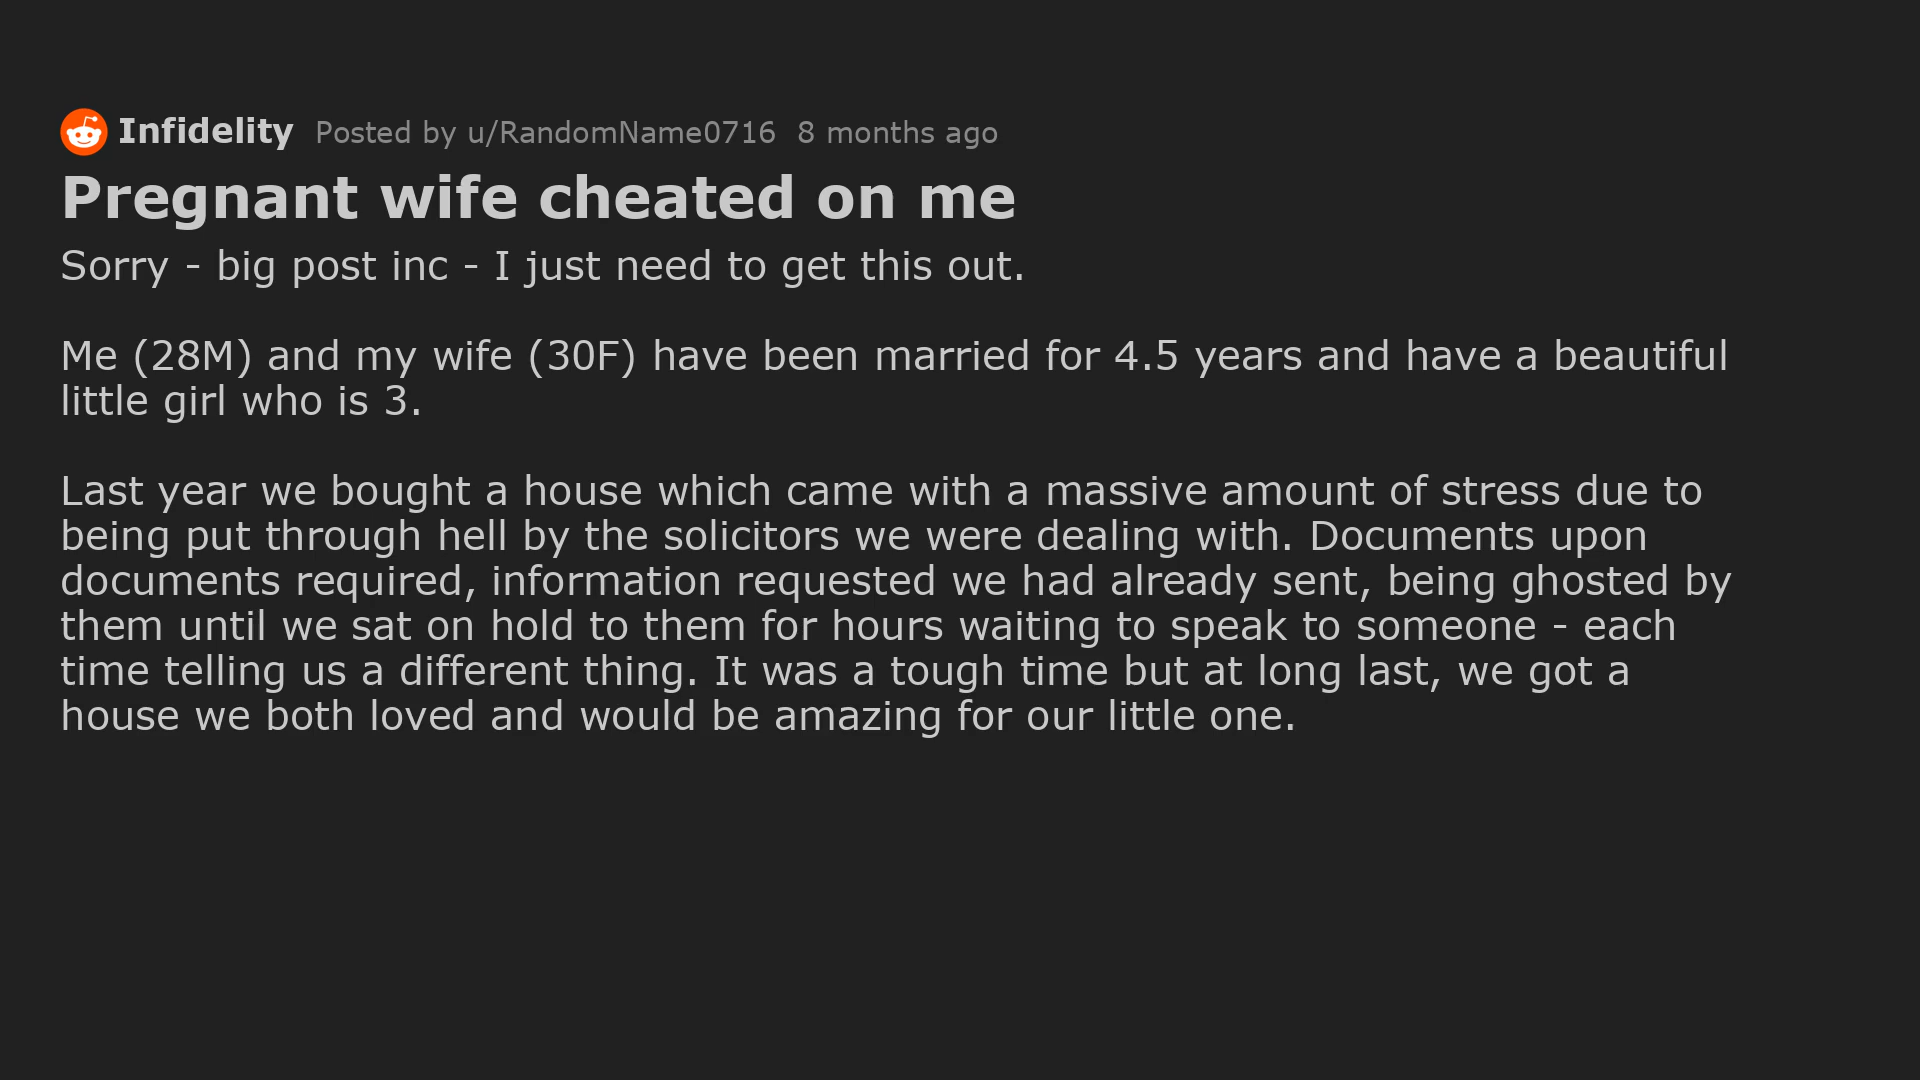 Infidelity Posted by u/RandomName0716 8 months ago
Pregnant wife cheated on me
Sorry - big post inc - I just need to get this out.
Me (28M) and my wife (30F) have been married for 4.5 years and have a beautiful
little girl who is 3.
Last year we bought a house which came with a massive amount of stress due to
being put through hell by the solicitors we were dealing with. Documents upon
documents required, information requested we had already sent, being ghosted by
them until we sat on hold to them for hours waiting to speak to someone - each
time telling us a different thing. It was a tough time but at long last, we got a
house we both loved and would be amazing for our little one.